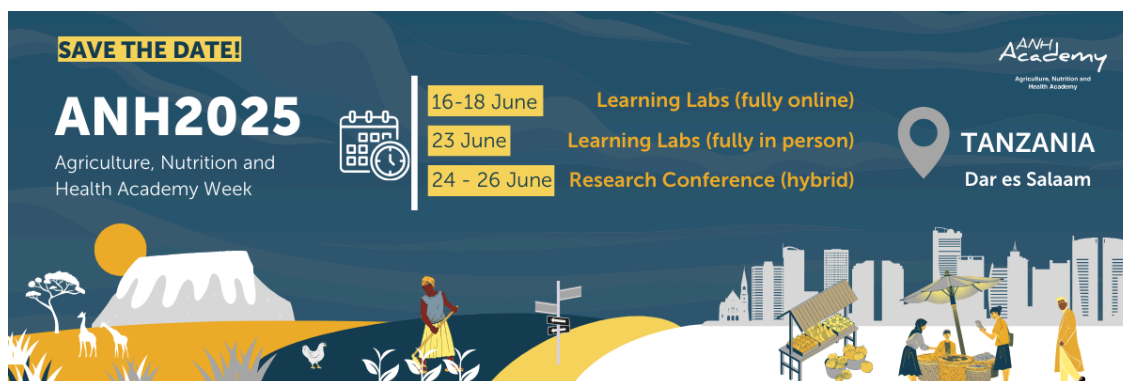 SAVE THE DATE!
ANH2025
Agriculture, Nutrition and
Health Academy Week
16-18 June Learning Labs (fully online)
23 June Learning Labs (fully in person)
24 - 26 June Research Conference (hybrid)
TANZANIA
Dar es Salaam
ANH
Academy
Agriculture, Nutrition and
Health Academy